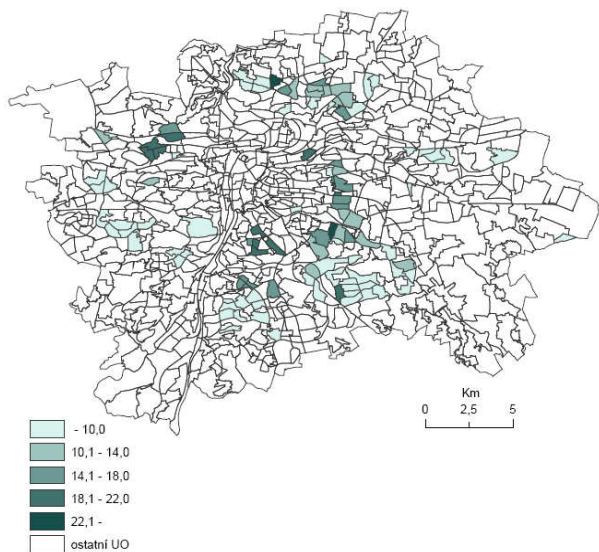 Km
0 2,5 5
- 10,0
10,1 - 14,0
14,1 - 18,0
18,1 - 22,0
22,1 -
ostatní UO